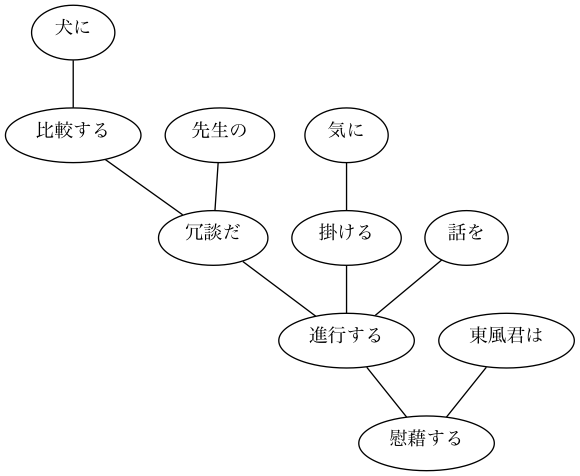 犬に
比較する
先生の
気に
冗談だ
掛ける
話を
進行する
東風君は
慰藉する